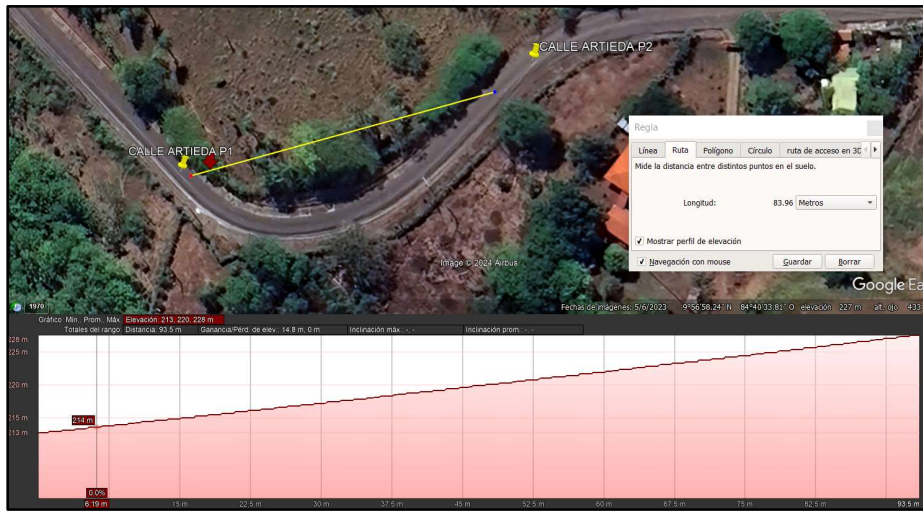 CALLE ARTIEDA P2
CALLE ARTIEDA P1
Regla
Línea Ruta Polígono Círculo ruta de acceso en 3D
Mide la distancia entre distintos puntos en el suelo.
Longitud: 83.96 Metros
Mostrar perfil de elevación
Navegación con mouse Guardar Borrar
Image © 2024 Airbus
Google Ea
1970
Fechas de imágenes: 5/6/2023 9°56'58.24" N 84°40'33.81" O elevación 227 m alt. ojo 433
Gráfico: Mín., Prom., Máx. Elevación: 213, 220, 228 m
Totales del rango: Distancia: 93.5 m Ganancia/Pérd. de elev.: 14.8 m, 0 m Inclinación máx.: -, - Inclinación prom.: -, -
228 m
225 m
220 m
215 m
214 m
213 m
0.0%
6.19 m 15 m 22.5 m 30 m 37.5 m 45 m 52.5 m 60 m 67.5 m 75 m 82.5 m 93.5 m